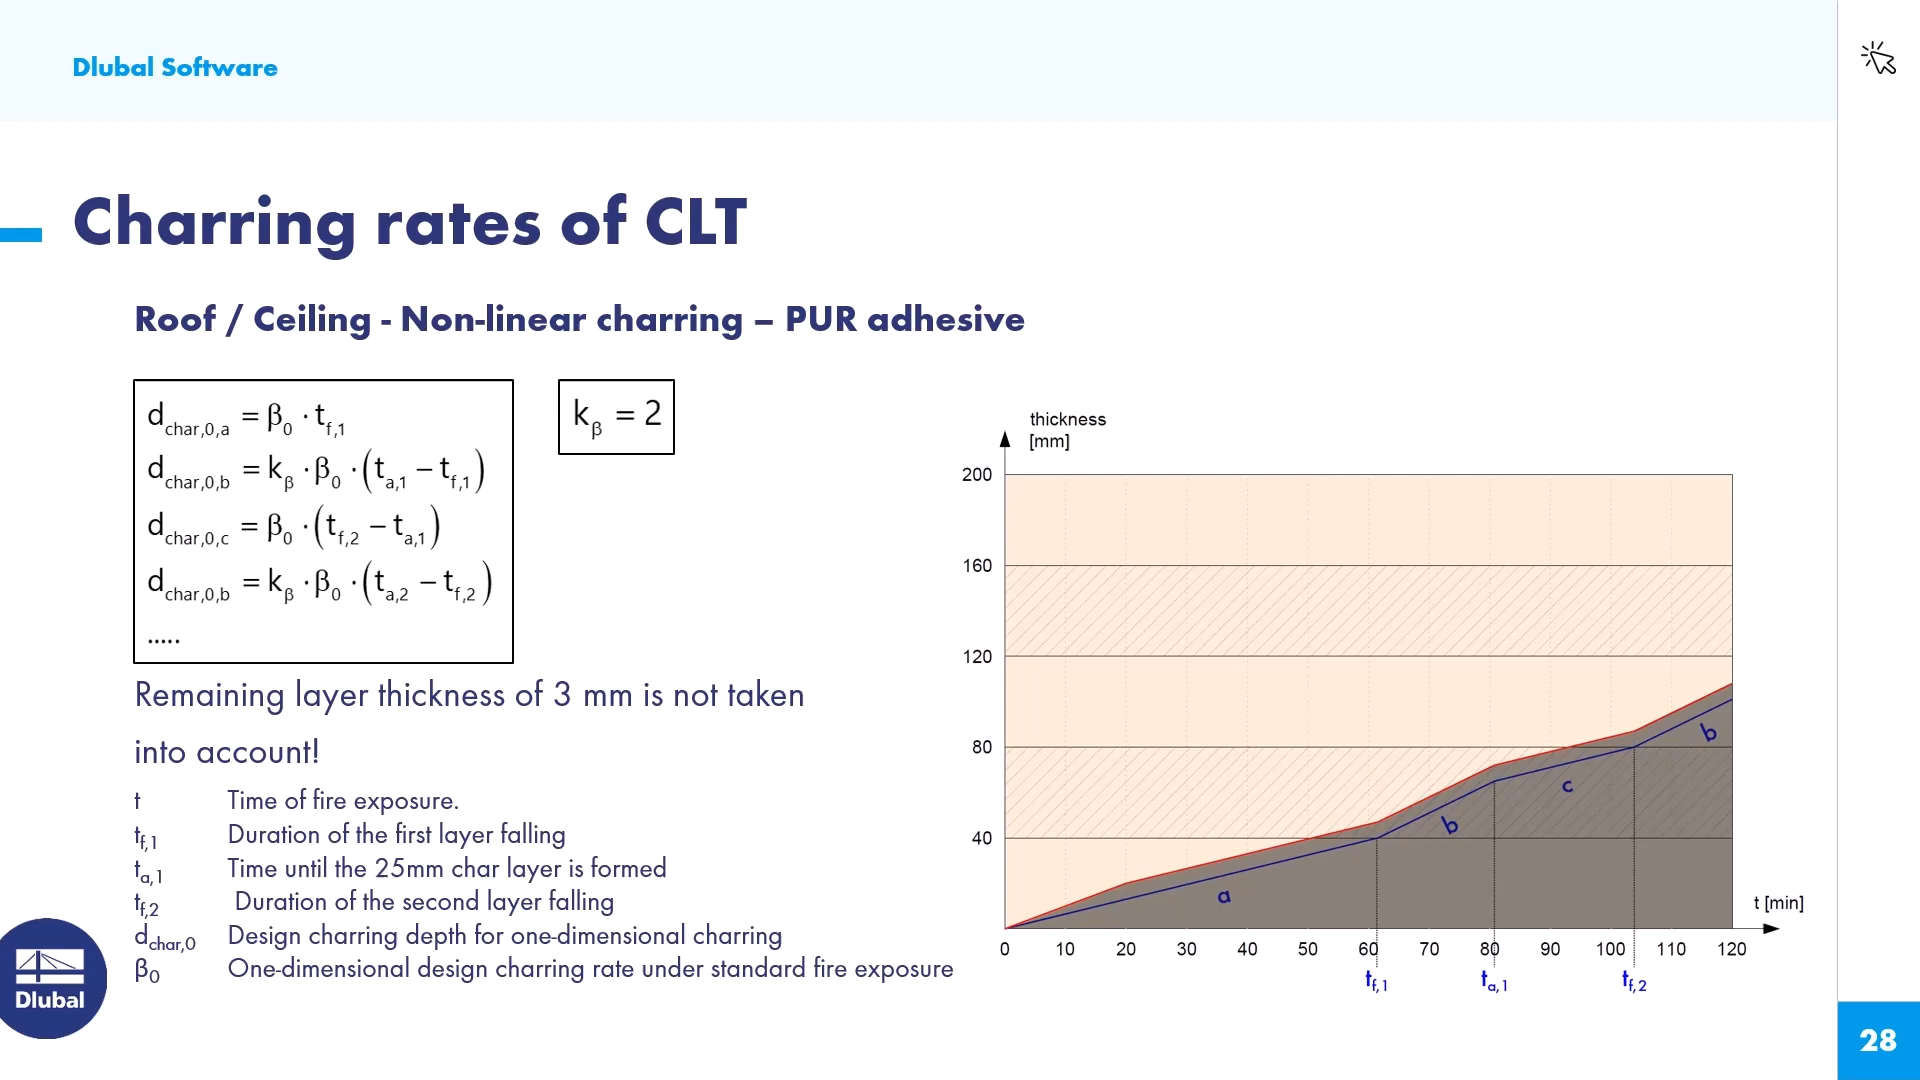 Dlubal Software
Charring rates of CLT
Roof / Ceiling - Non-linear charring – PUR adhesive
d_char,0,a = β_0 · t_f,1
d_char,0,b = k_β · β_0 · (t_a,1 − t_f,1)
d_char,0,c = β_0 · (t_f,2 − t_a,1)
d_char,0,b = k_β · β_0 · (t_a,2 − t_f,2)
.....
k_β = 2
Remaining layer thickness of 3 mm is not taken
into account!
t Time of fire exposure.
t_f,1 Duration of the first layer falling
t_a,1 Time until the 25mm char layer is formed
t_f,2 Duration of the second layer falling
d_char,0 Design charring depth for one-dimensional charring
β_0 One-dimensional design charring rate under standard fire exposure
thickness
[mm]
200
160
120
80
40
a
b
c
b
t [min]
0 10 20 30 40 50 60 70 80 90 100 110 120
t_f,1 t_a,1 t_f,2
Dlubal
28